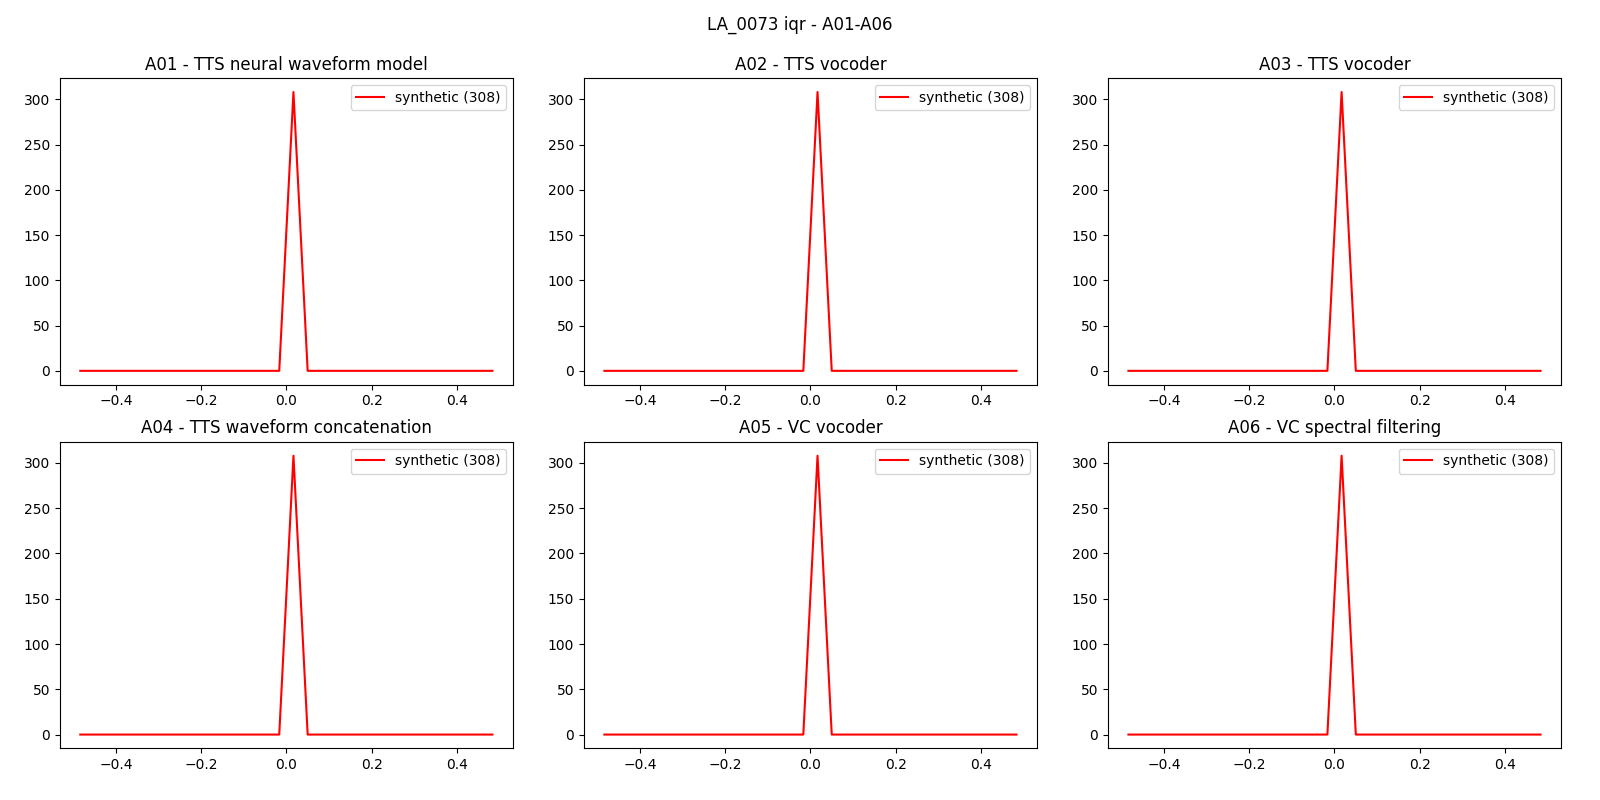 LA_0073 iqr - A01-A06
A01 - TTS neural waveform model
synthetic (308)
300
250
200
150
100
50
0
−0.4 −0.2 0.0 0.2 0.4
A02 - TTS vocoder
synthetic (308)
300
250
200
150
100
50
0
−0.4 −0.2 0.0 0.2 0.4
A03 - TTS vocoder
synthetic (308)
300
250
200
150
100
50
0
−0.4 −0.2 0.0 0.2 0.4
A04 - TTS waveform concatenation
synthetic (308)
300
250
200
150
100
50
0
−0.4 −0.2 0.0 0.2 0.4
A05 - VC vocoder
synthetic (308)
300
250
200
150
100
50
0
−0.4 −0.2 0.0 0.2 0.4
A06 - VC spectral filtering
synthetic (308)
300
250
200
150
100
50
0
−0.4 −0.2 0.0 0.2 0.4